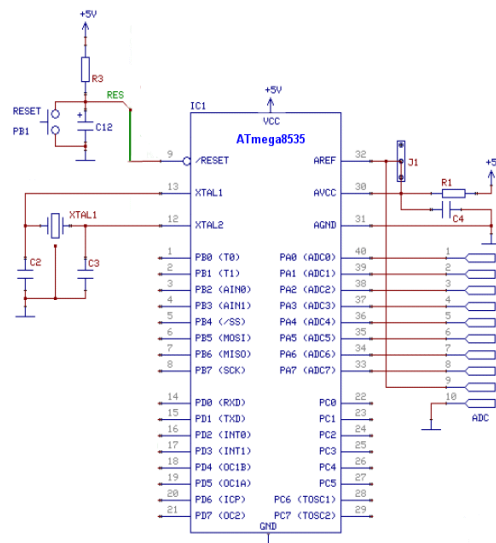 +5V
R3
RES
RESET
PB1
+
C12
+5V
IC1
VCC
ATmega8535
9 /RESET
AREF 32
J1
13 XTAL1
AVCC 30
R1
+5
12 XTAL2
AGND 31
C4
XTAL1
C2
C3
1 PB0 (T0) PA0 (ADC0) 40 1
2 PB1 (T1) PA1 (ADC1) 39 2
3 PB2 (AIN0) PA2 (ADC2) 38 3
4 PB3 (AIN1) PA3 (ADC3) 37 4
5 PB4 (/SS) PA4 (ADC4) 36 5
6 PB5 (MOSI) PA5 (ADC5) 35 6
7 PB6 (MISO) PA6 (ADC6) 34 7
8 PB7 (SCK) PA7 (ADC7) 33 8
9
14 PD0 (RXD) PC0 22 10
15 PD1 (TXD) PC1 23 ADC
16 PD2 (INT0) PC2 24
17 PD3 (INT1) PC3 25
18 PD4 (OC1B) PC4 26
19 PD5 (OC1A) PC5 27
20 PD6 (ICP) PC6 (TOSC1) 28
21 PD7 (OC2) PC7 (TOSC2) 29
GND